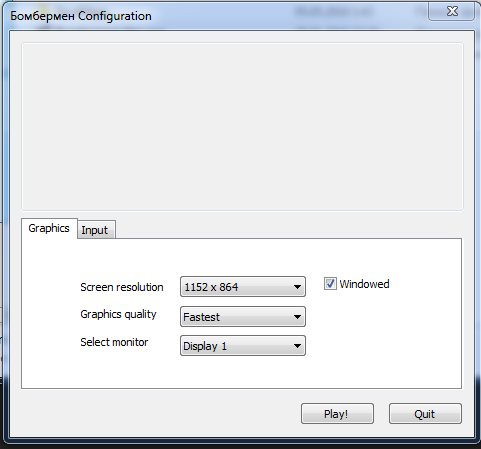 Бомбермен Configuration
Graphics
Input
Screen resolution 1152 x 864 Windowed
Graphics quality Fastest
Select monitor Display 1
Play! Quit